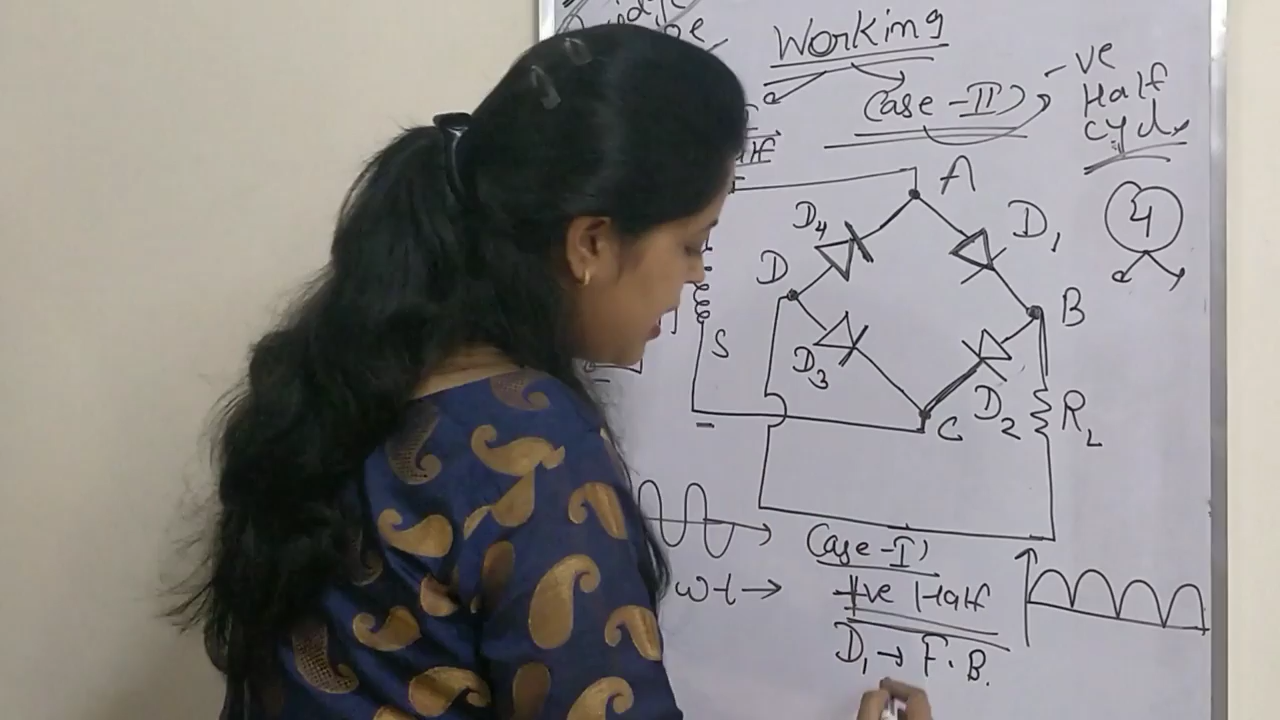 Working
Case-II) -ve
Half
Cycle
A
D4
D1
4
D
B
S
D3
D2
RL
-
C
Case-I)
ωt→
+ve Half
D1→ F.B.